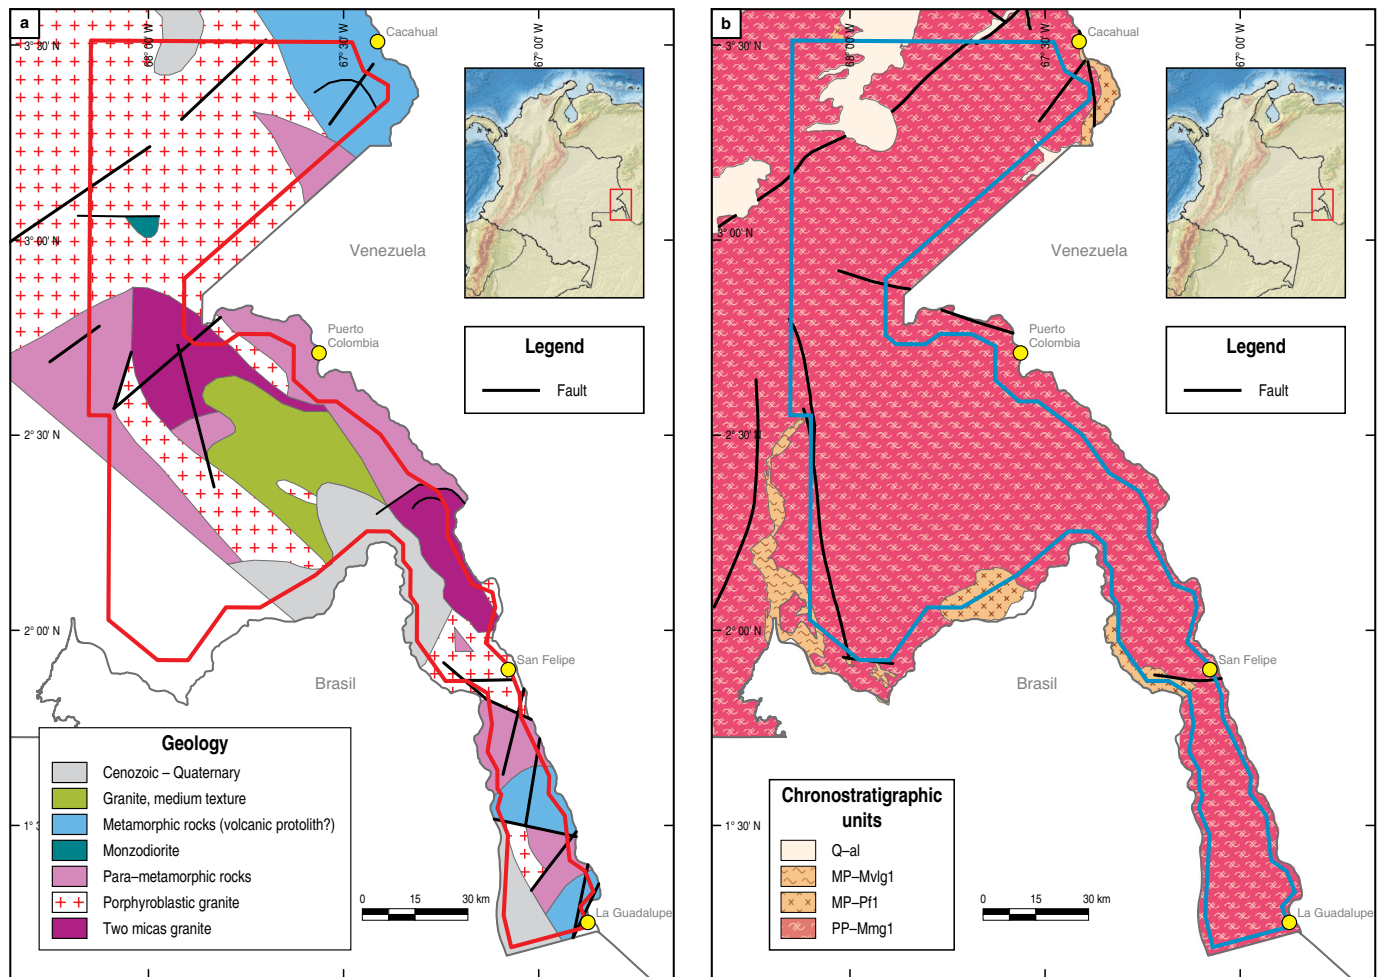 a
3° 30' N
68° 00' W
67° 30' W
67° 00' W
Cacahual
3° 00' N
Venezuela
Puerto
Colombia
Legend
Fault
2° 30' N
2° 00' N
San Felipe
Brasil
Geology
Cenozoic – Quaternary
Granite, medium texture
Metamorphic rocks (volcanic protolith?)
Monzodiorite
Para–metamorphic rocks
Porphyroblastic granite
Two micas granite
0 15 30 km
La Guadalupe
b
3° 30' N
68° 00' W
67° 30' W
67° 00' W
Cacahual
3° 00' N
Venezuela
Puerto
Colombia
Legend
Fault
2° 30' N
2° 00' N
San Felipe
Brasil
1° 30' N
Chronostratigraphic
units
Q–al
MP–Mvlg1
MP–Pf1
PP–Mmg1
0 15 30 km
La Guadalupe